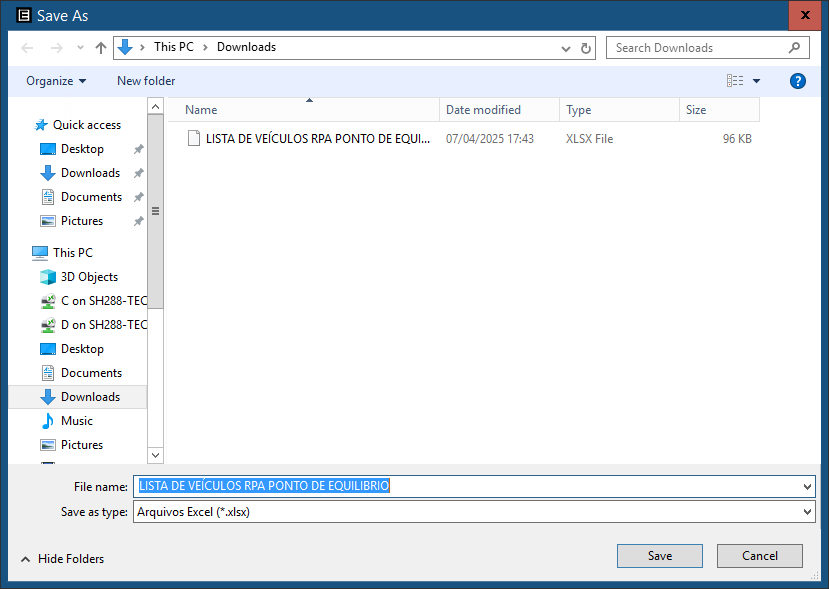 Save As
This PC > Downloads
Search Downloads
Organize
New folder
?
Name
Date modified
Type
Size
LISTA DE VEÍCULOS RPA PONTO DE EQUI...
07/04/2025 17:43
XLSX File
96 KB
Quick access
Desktop
Downloads
Documents
Pictures
This PC
3D Objects
C on SH288-TEC
D on SH288-TEC
Desktop
Documents
Downloads
Music
Pictures
File name: LISTA DE VEÍCULOS RPA PONTO DE EQUILIBRIO
Save as type: Arquivos Excel (*.xlsx)
Hide Folders
Save
Cancel